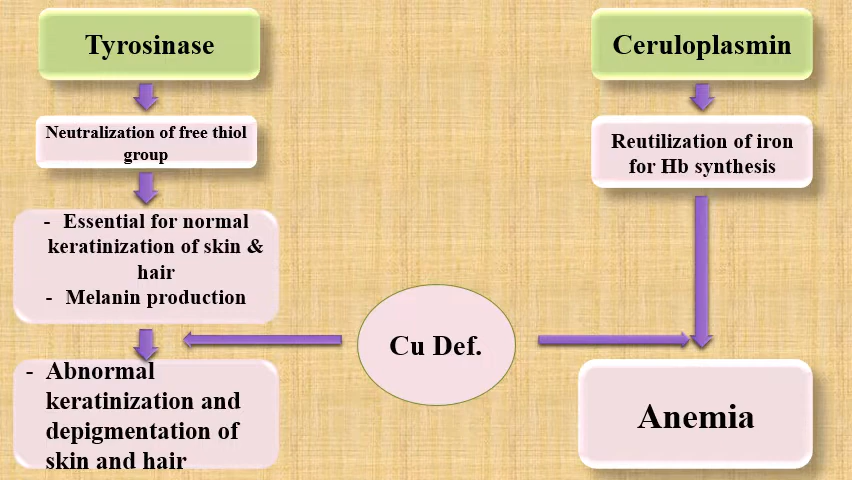 Tyrosinase
Neutralization of free thiol
group
- Essential for normal
keratinization of skin &
hair
- Melanin production
- Abnormal
keratinization and
depigmentation of
skin and hair
Cu Def.
Ceruloplasmin
Reutilization of iron
for Hb synthesis
Anemia